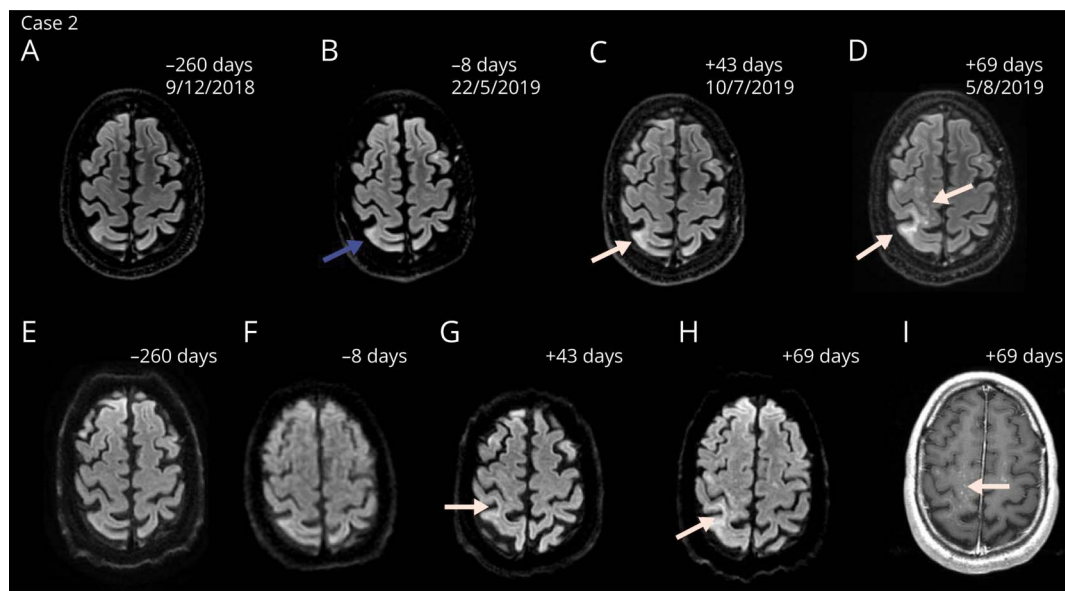 Case 2
A
–260 days
9/12/2018
B
–8 days
22/5/2019
C
+43 days
10/7/2019
D
+69 days
5/8/2019
E
–260 days
F
–8 days
G
+43 days
H
+69 days
I
+69 days